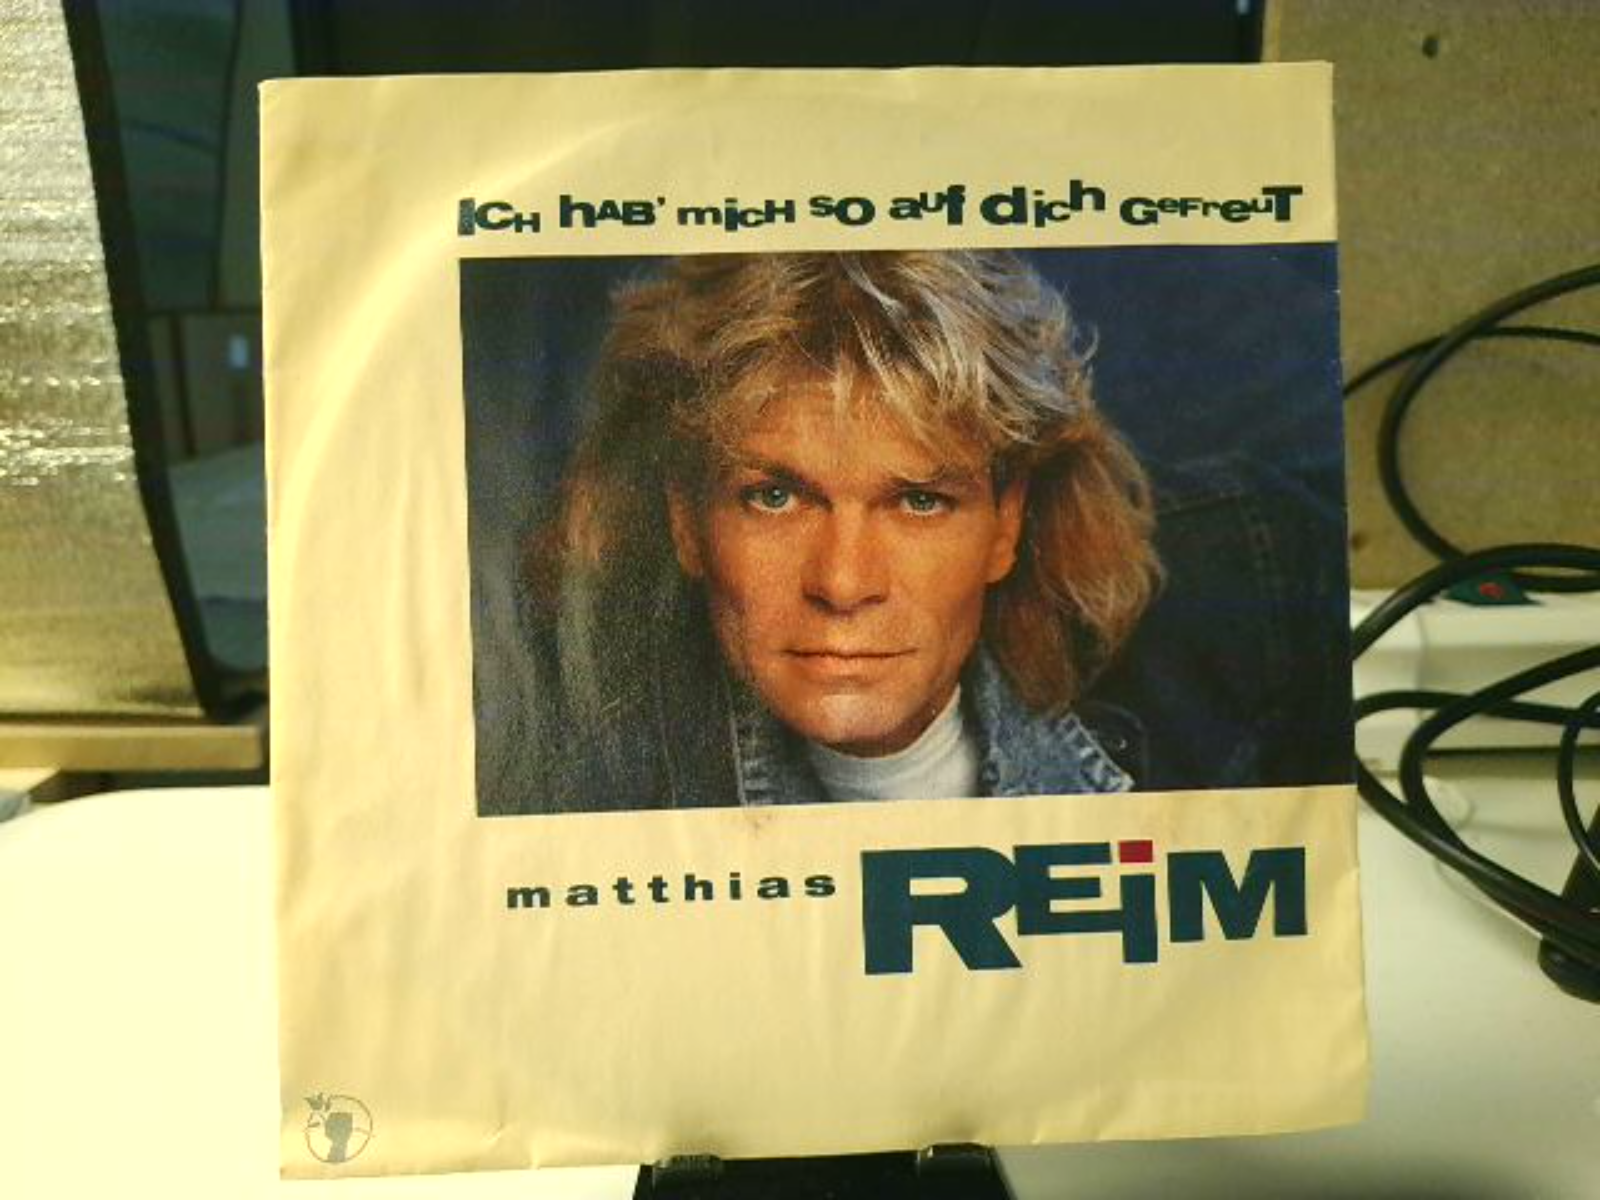 ICH HAB' MICH SO AUF DICH GEFREUT
matthias REiM